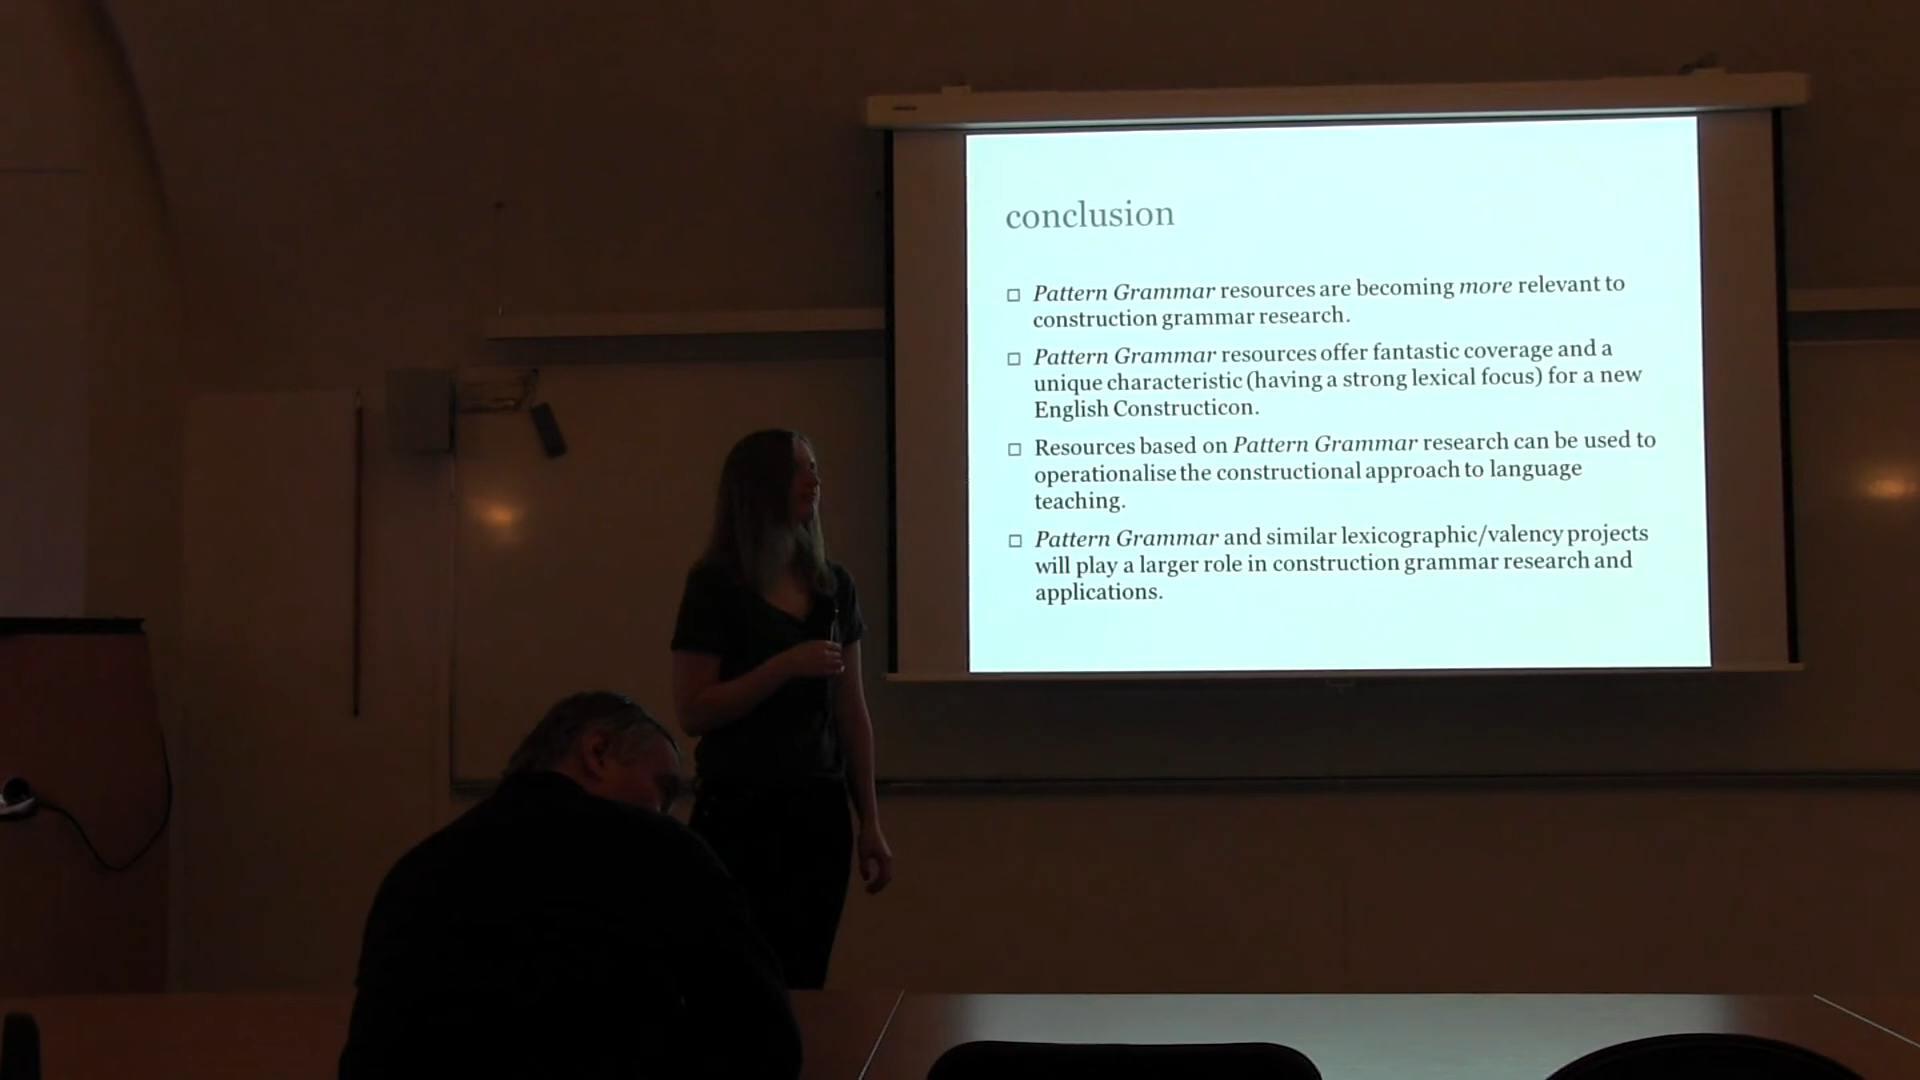 conclusion
□ Pattern Grammar resources are becoming more relevant to
construction grammar research.
□ Pattern Grammar resources offer fantastic coverage and a
unique characteristic (having a strong lexical focus) for a new
English Constructicon.
□ Resources based on Pattern Grammar research can be used to
operationalise the constructional approach to language
teaching.
□ Pattern Grammar and similar lexicographic/valency projects
will play a larger role in construction grammar research and
applications.